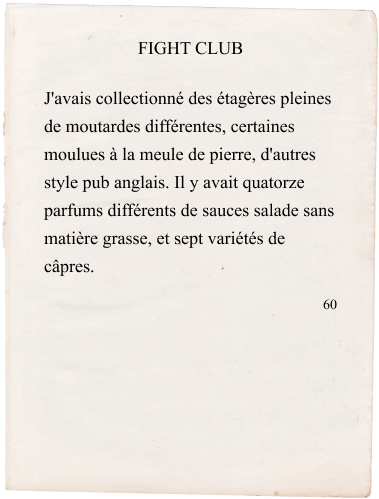 FIGHT CLUB
J'avais collectionné des étagères pleines
de moutardes différentes, certaines
moulues à la meule de pierre, d'autres
style pub anglais. Il y avait quatorze
parfums différents de sauces salade sans
matière grasse, et sept variétés de
câpres.
60